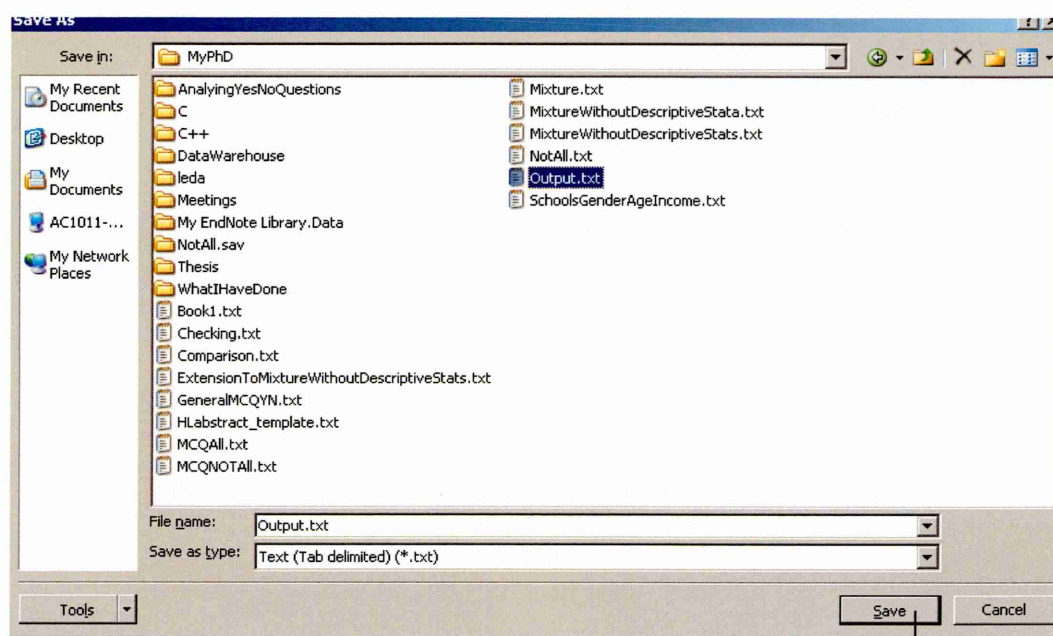 Save As
Save in:
MyPhD
My Recent Documents
Desktop
My Documents
AC1011-...
My Network Places
AnalyingYesNoQuestions
C
C++
DataWarehouse
leda
Meetings
My EndNote Library.Data
NotAll.sav
Thesis
WhatIHaveDone
Book1.txt
Checking.txt
Comparison.txt
ExtensionToMixtureWithoutDescriptiveStats.txt
GeneralMCQYN.txt
HLabstract_template.txt
MCQAll.txt
MCQNOTAll.txt
Mixture.txt
MixtureWithoutDescriptiveStata.txt
MixtureWithoutDescriptiveStats.txt
NotAll.txt
Output.txt
SchoolsGenderAgeIncome.txt
File name:
Output.txt
Save as type:
Text (Tab delimited) (*.txt)
Tools
Save
Cancel